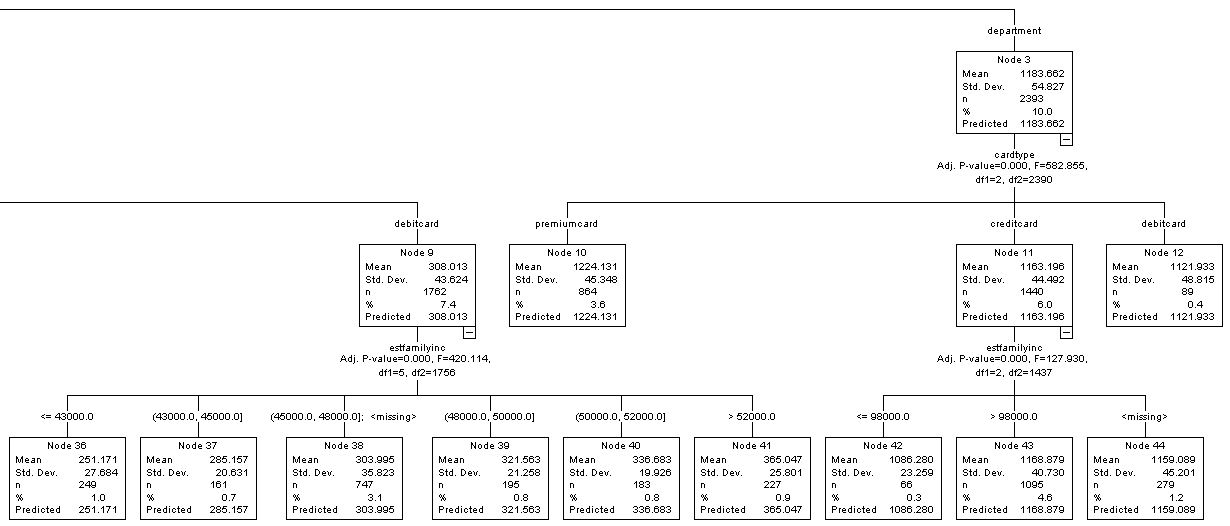 department
Node 3
Mean 1183.662
Std. Dev. 54.827
n 2393
% 10.0
Predicted 1183.662
cardtype
Adj. P-value=0.000, F=582.855,
df1=2, df2=2390
debitcard
Node 9
Mean 308.013
Std. Dev. 43.624
n 1762
% 7.4
Predicted 308.013
premiumcard
Node 10
Mean 1224.131
Std. Dev. 45.348
n 864
% 3.6
Predicted 1224.131
creditcard
Node 11
Mean 1163.196
Std. Dev. 44.492
n 1440
% 6.0
Predicted 1163.196
debitcard
Node 12
Mean 1121.933
Std. Dev. 48.815
n 89
% 0.4
Predicted 1121.933
estfamilyinc
Adj. P-value=0.000, F=420.114,
df1=5, df2=1756
estfamilyinc
Adj. P-value=0.000, F=127.930,
df1=2, df2=1437
<= 43000.0
Node 36
Mean 251.171
Std. Dev. 27.684
n 249
% 1.0
Predicted 251.171
(43000.0, 45000.0]
Node 37
Mean 285.157
Std. Dev. 20.631
n 161
% 0.7
Predicted 285.157
(45000.0, 48000.0]; <missing>
Node 38
Mean 303.995
Std. Dev. 35.823
n 747
% 3.1
Predicted 303.995
(48000.0, 50000.0]
Node 39
Mean 321.563
Std. Dev. 21.258
n 195
% 0.8
Predicted 321.563
(50000.0, 52000.0]
Node 40
Mean 336.683
Std. Dev. 19.926
n 183
% 0.8
Predicted 336.683
> 52000.0
Node 41
Mean 365.047
Std. Dev. 25.801
n 227
% 0.9
Predicted 365.047
<= 98000.0
Node 42
Mean 1086.280
Std. Dev. 23.259
n 66
% 0.3
Predicted 1086.280
> 98000.0
Node 43
Mean 1168.879
Std. Dev. 40.730
n 1095
% 4.6
Predicted 1168.879
<missing>
Node 44
Mean 1159.089
Std. Dev. 45.201
n 279
% 1.2
Predicted 1159.089